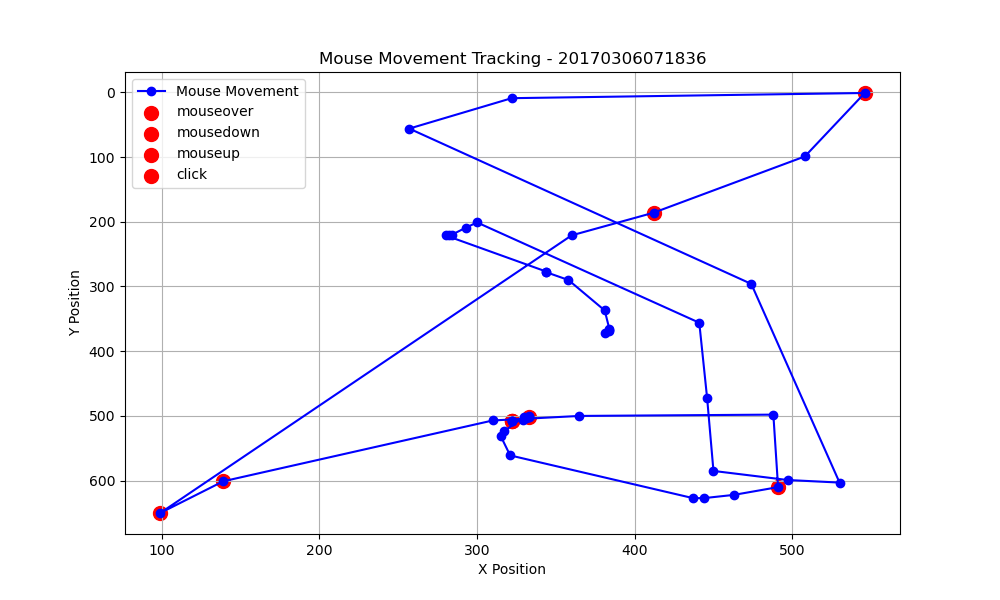 Mouse Movement Tracking - 20170306071836
Mouse Movement
mouseover
mousedown
mouseup
click
Y Position
0
100
200
300
400
500
600
100 200 300 400 500
X Position